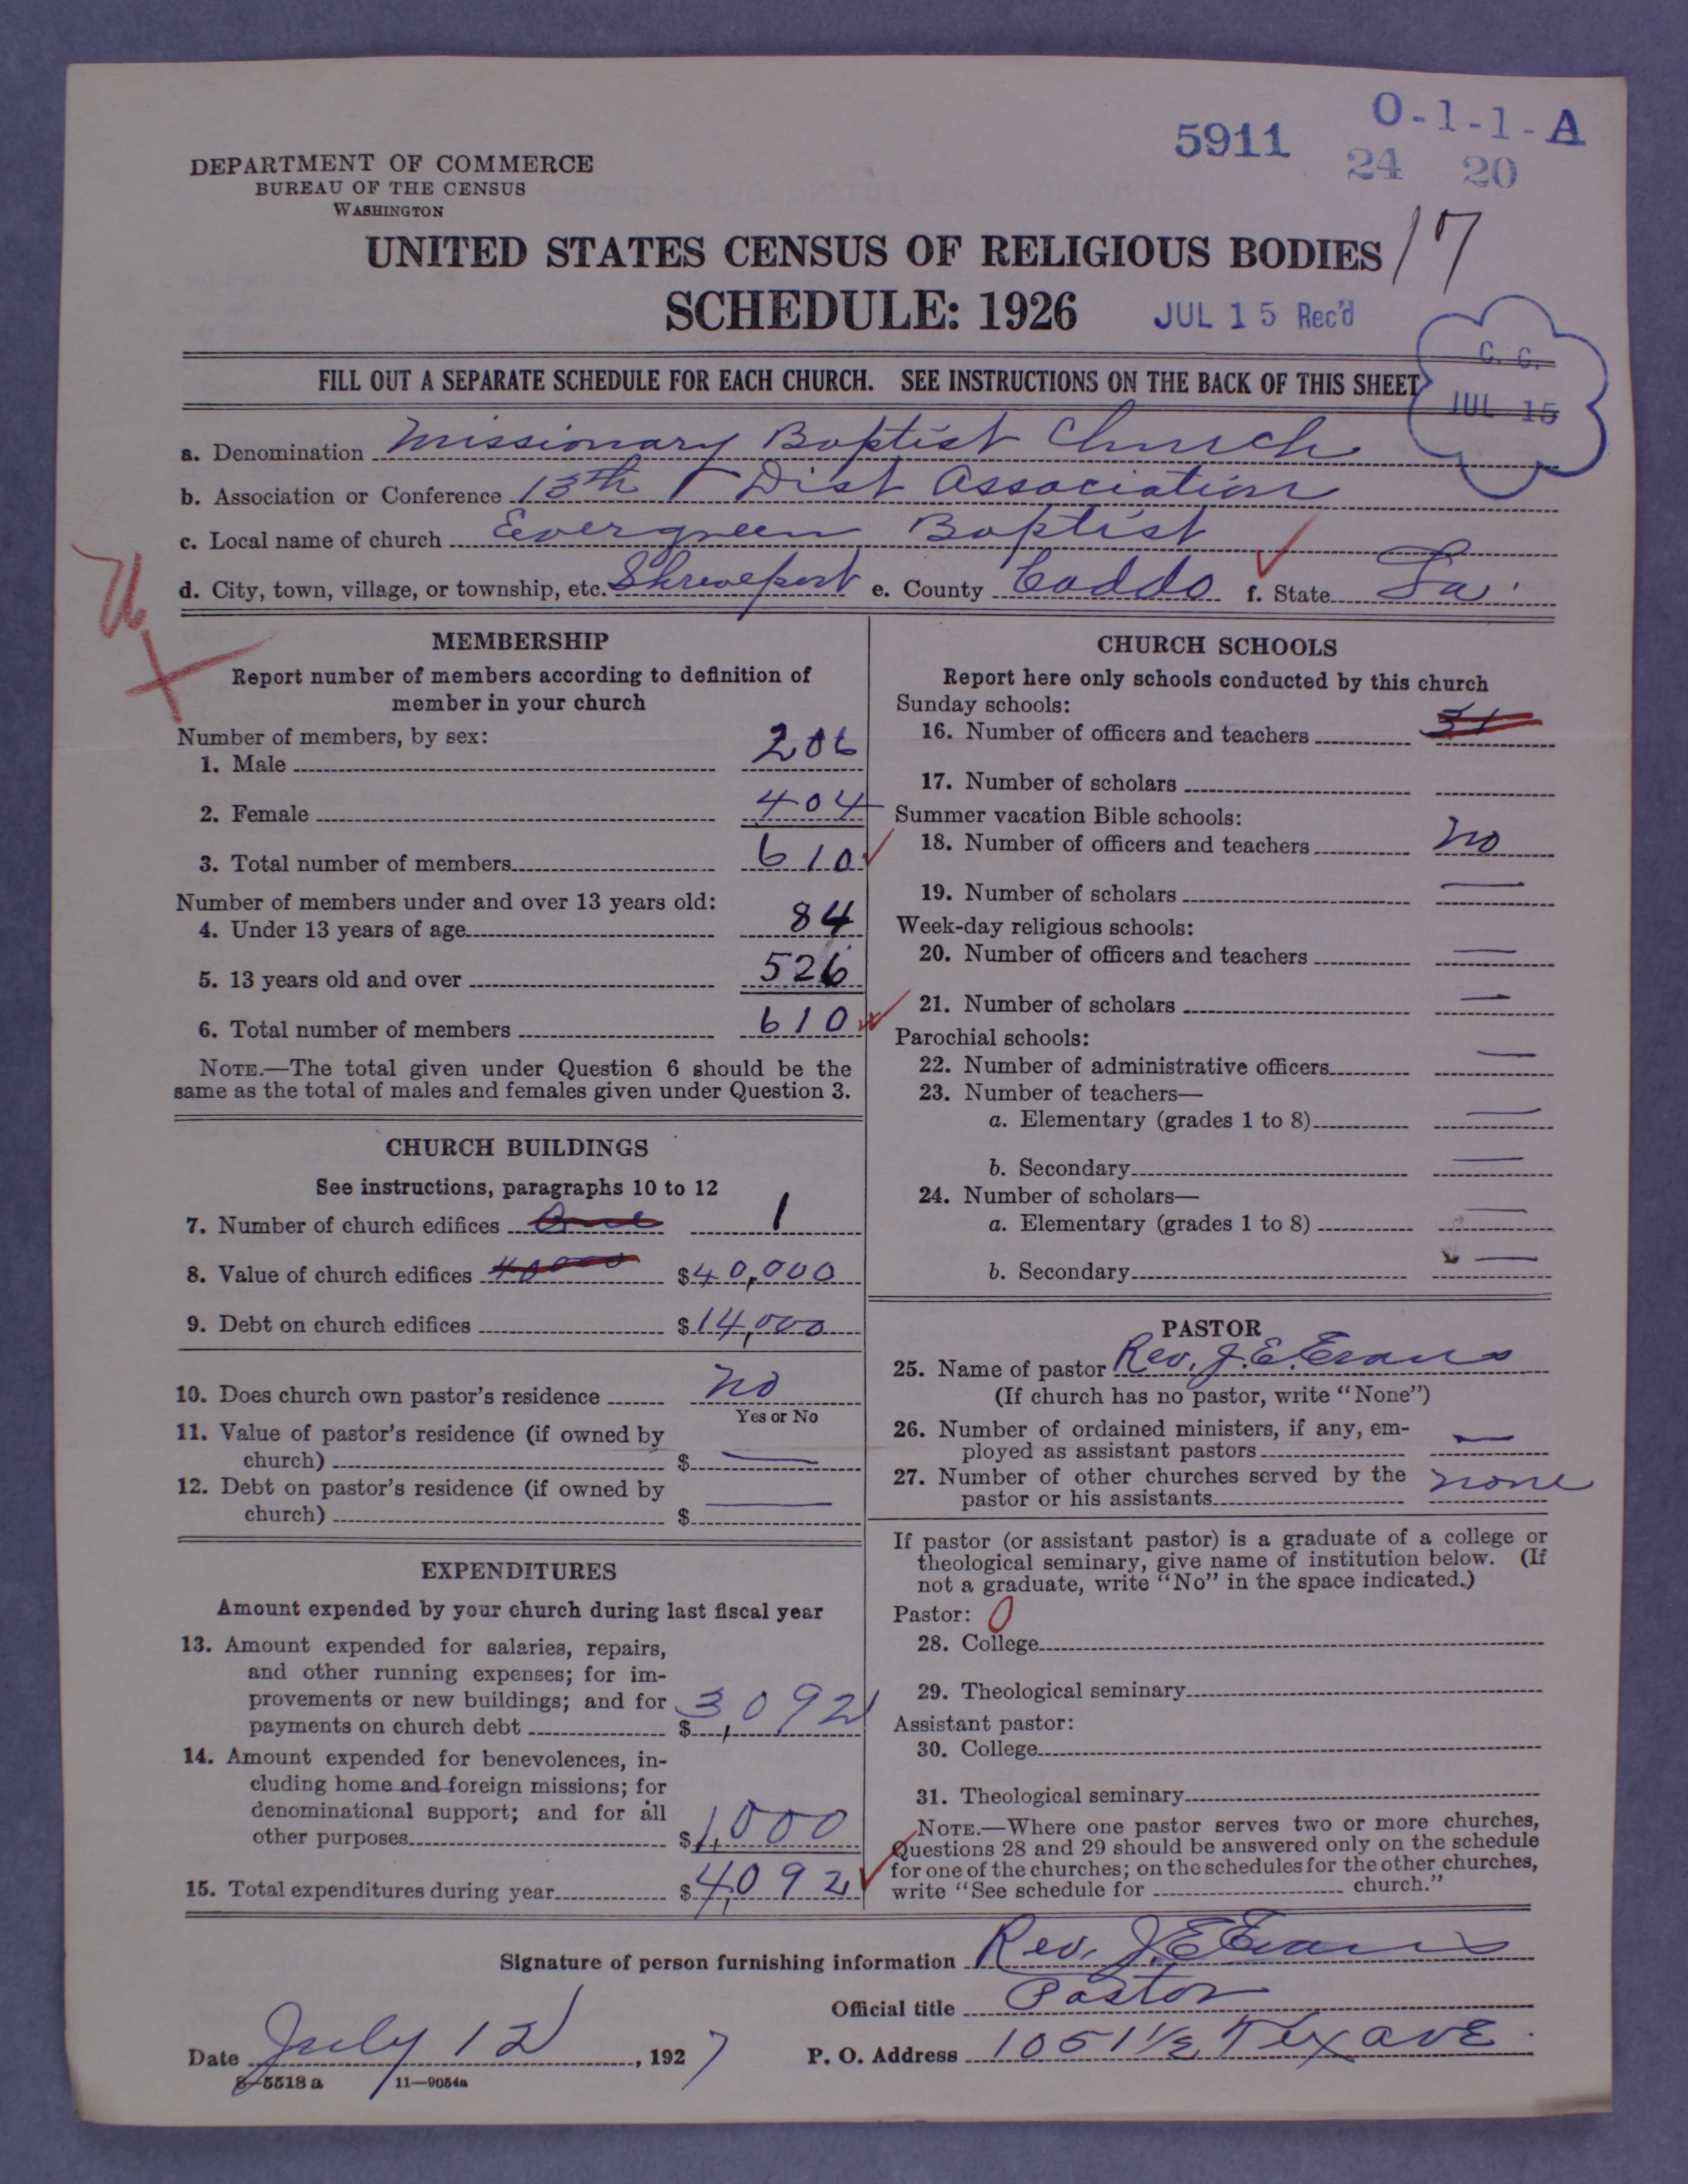 5911
O-1-1-A
24 20
DEPARTMENT OF COMMERCE
BUREAU OF THE CENSUS
WASHINGTON
UNITED STATES CENSUS OF RELIGIOUS BODIES 17
SCHEDULE: 1926 JUL 15 Rec'd
C. C.
JUL 15
FILL OUT A SEPARATE SCHEDULE FOR EACH CHURCH. SEE INSTRUCTIONS ON THE BACK OF THIS SHEET
a. Denomination Missionary Baptist Church
b. Association or Conference 13th Dist Association
c. Local name of church Evergreen Baptist
d. City, town, village, or township, etc. Shreveport e. County Caddo f. State La.
MEMBERSHIP
Report number of members according to definition of
member in your church
Number of members, by sex:
1. Male 206
2. Female 404
3. Total number of members 610
Number of members under and over 13 years old:
4. Under 13 years of age 84
5. 13 years old and over 526
6. Total number of members 610
NOTE.—The total given under Question 6 should be the
same as the total of males and females given under Question 3.
CHURCH BUILDINGS
See instructions, paragraphs 10 to 12
7. Number of church edifices One 1
8. Value of church edifices 40000 $40,000
9. Debt on church edifices $14,000
10. Does church own pastor's residence no
Yes or No
11. Value of pastor's residence (if owned by
church) $ —
12. Debt on pastor's residence (if owned by
church) $ —
EXPENDITURES
Amount expended by your church during last fiscal year
13. Amount expended for salaries, repairs,
and other running expenses; for im-
provements or new buildings; and for
payments on church debt $3,092
14. Amount expended for benevolences, in-
cluding home and foreign missions; for
denominational support; and for all
other purposes $1,000
15. Total expenditures during year $4,092
CHURCH SCHOOLS
Report here only schools conducted by this church
Sunday schools:
16. Number of officers and teachers 31
17. Number of scholars
Summer vacation Bible schools:
18. Number of officers and teachers no
19. Number of scholars —
Week-day religious schools:
20. Number of officers and teachers —
21. Number of scholars —
Parochial schools:
22. Number of administrative officers —
23. Number of teachers—
a. Elementary (grades 1 to 8) —
b. Secondary —
24. Number of scholars—
a. Elementary (grades 1 to 8) —
b. Secondary —
PASTOR
25. Name of pastor Rev. J. E. Evans
(If church has no pastor, write "None")
26. Number of ordained ministers, if any, em-
ployed as assistant pastors —
27. Number of other churches served by the
pastor or his assistants none
If pastor (or assistant pastor) is a graduate of a college or
theological seminary, give name of institution below. (If
not a graduate, write "No" in the space indicated.)
Pastor: 0
28. College
29. Theological seminary
Assistant pastor:
30. College
31. Theological seminary
NOTE.—Where one pastor serves two or more churches,
Questions 28 and 29 should be answered only on the schedule
for one of the churches; on the schedules for the other churches,
write "See schedule for church."
Signature of person furnishing information Rev. J. E. Evans
Official title Pastor
Date July 12, 1927 P. O. Address 1051 1/2 Tex ave.
8—5518 a 11—9054a